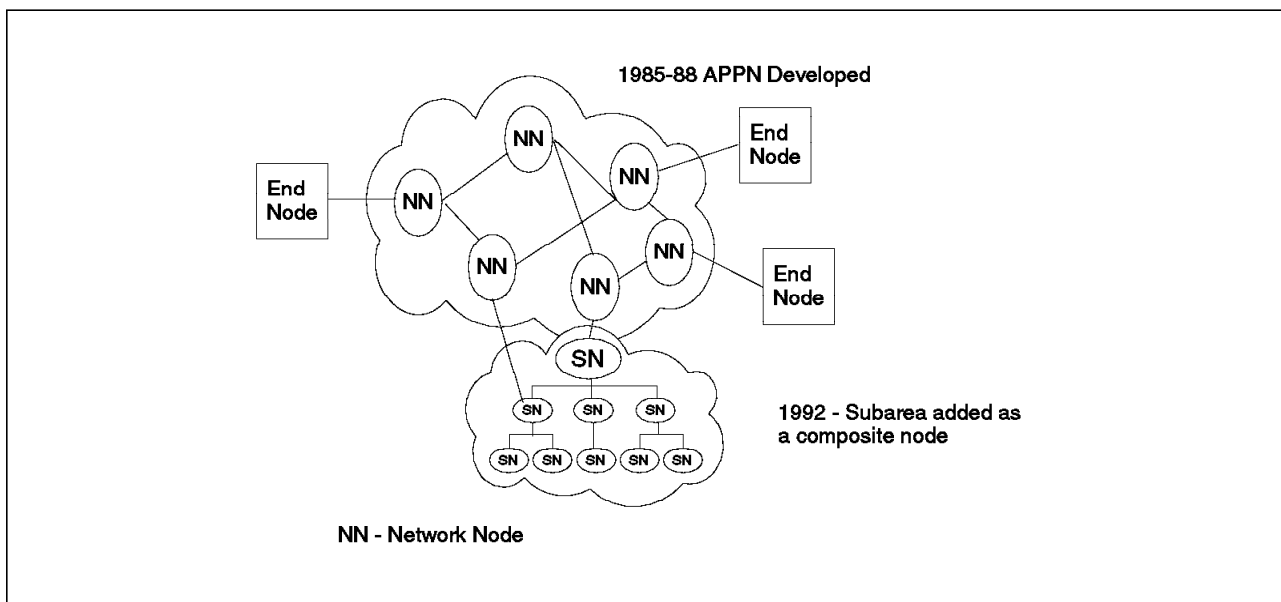 1985-88 APPN Developed
NN
End
Node
NN
End
Node
NN
NN
NN
NN
End
Node
SN
SN
SN
SN
1992 - Subarea added as
a composite node
SN
SN
SN
SN
SN
NN - Network Node